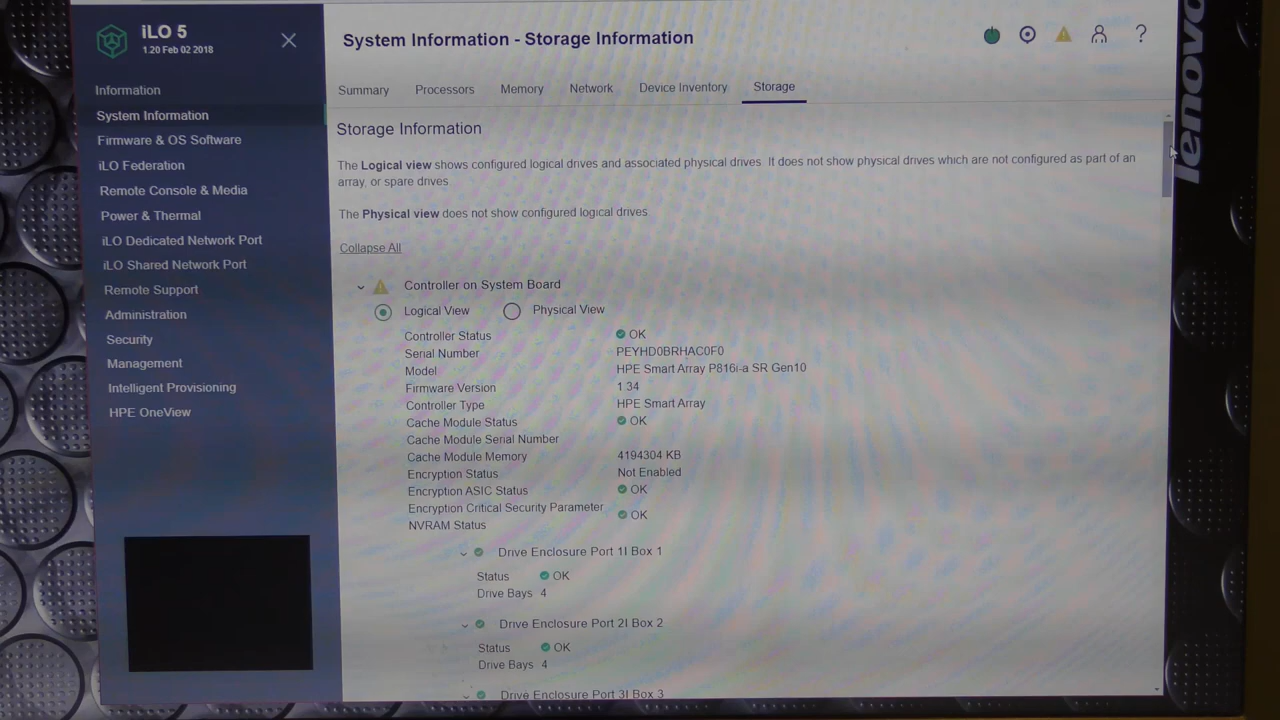 iLO 5
1.20 Feb 02 2018
Information
System Information
Firmware & OS Software
iLO Federation
Remote Console & Media
Power & Thermal
iLO Dedicated Network Port
iLO Shared Network Port
Remote Support
Administration
Security
Management
Intelligent Provisioning
HPE OneView
System Information - Storage Information
?
Summary Processors Memory Network Device Inventory Storage
Storage Information
The Logical view shows configured logical drives and associated physical drives. It does not show physical drives which are not configured as part of an
array, or spare drives
The Physical view does not show configured logical drives
Collapse All
Controller on System Board
Logical View Physical View
Controller Status OK
Serial Number PEYHD0BRHAC0F0
Model HPE Smart Array P816i-a SR Gen10
Firmware Version 1 34
Controller Type HPE Smart Array
Cache Module Status OK
Cache Module Serial Number
Cache Module Memory 4194304 KB
Encryption Status Not Enabled
Encryption ASIC Status OK
Encryption Critical Security Parameter
NVRAM Status OK
Drive Enclosure Port 1I Box 1
Status OK
Drive Bays 4
Drive Enclosure Port 2I Box 2
Status OK
Drive Bays 4
Drive Enclosure Port 3I Box 3
lenovo